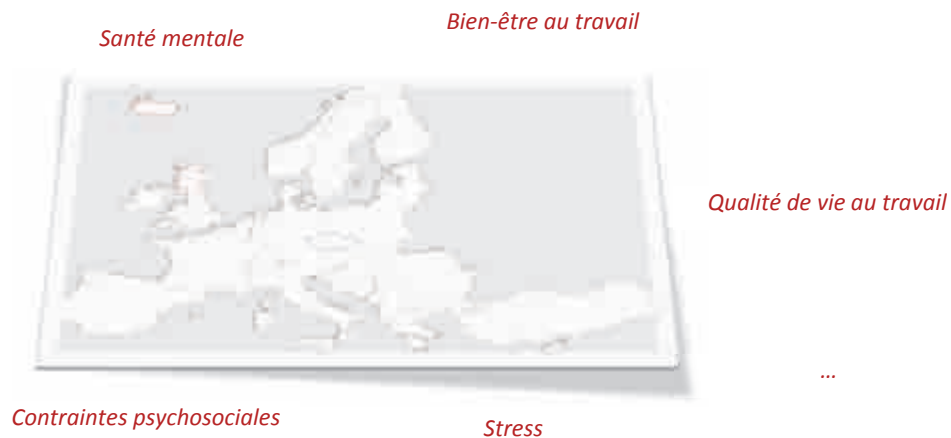 Bien-être au travail
Santé mentale
Qualité de vie au travail
…
Contraintes psychosociales
Stress